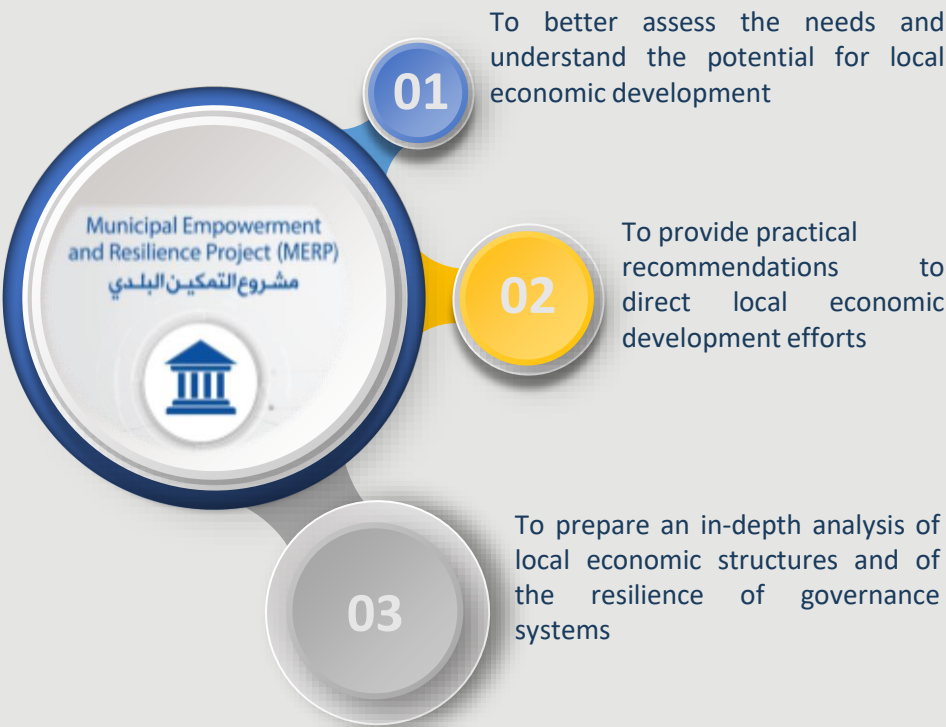 Municipal Empowerment
and Resilience Project (MERP)
مشروع التمكين البلدي
01
To better assess the needs and
understand the potential for local
economic development
02
To provide practical
recommendations to
direct local economic
development efforts
03
To prepare an in-depth analysis of
local economic structures and of
the resilience of governance
systems